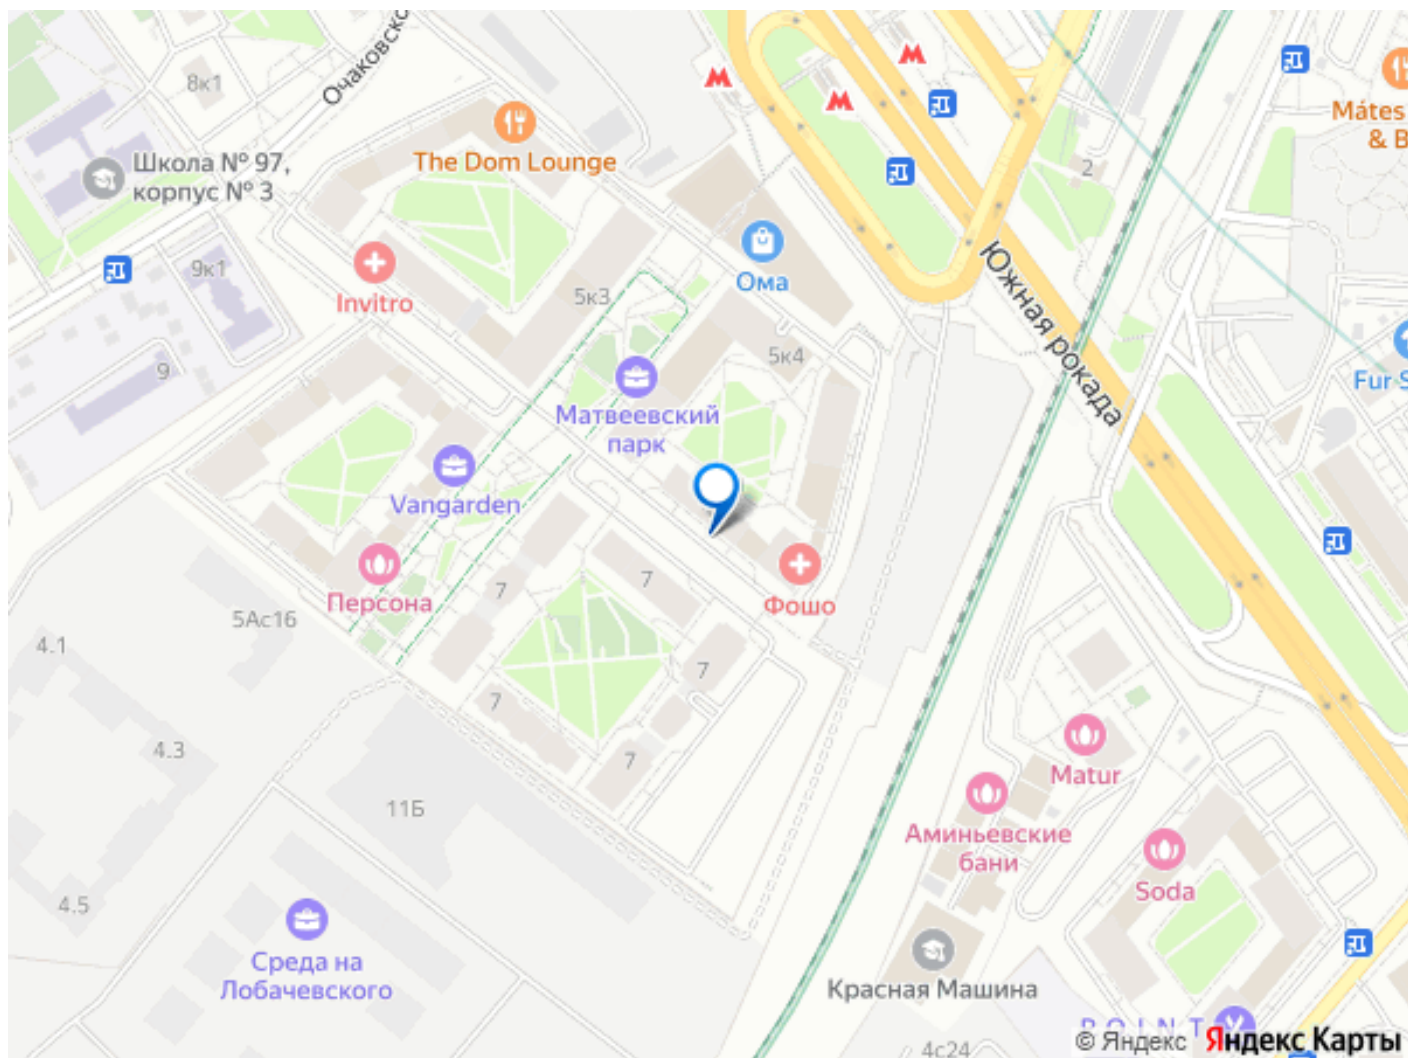 Очаковско
8к1
The Dom Lounge
Mátes
& B
Школа № 97,
корпус № 3
2
9к1
Ома
Южная рокада
Invitro
5к3
5к4
9
Fur S
Матвеевский
парк
Vangarden
7
7
Персона
Фошо
5Ас16
4.1
7
7
4.3
7
Matur
11Б
Аминьевские
бани
Soda
4.5
Среда на
Лобачевского
Красная Машина
POINT
4с24
© Яндекс Яндекс Карты